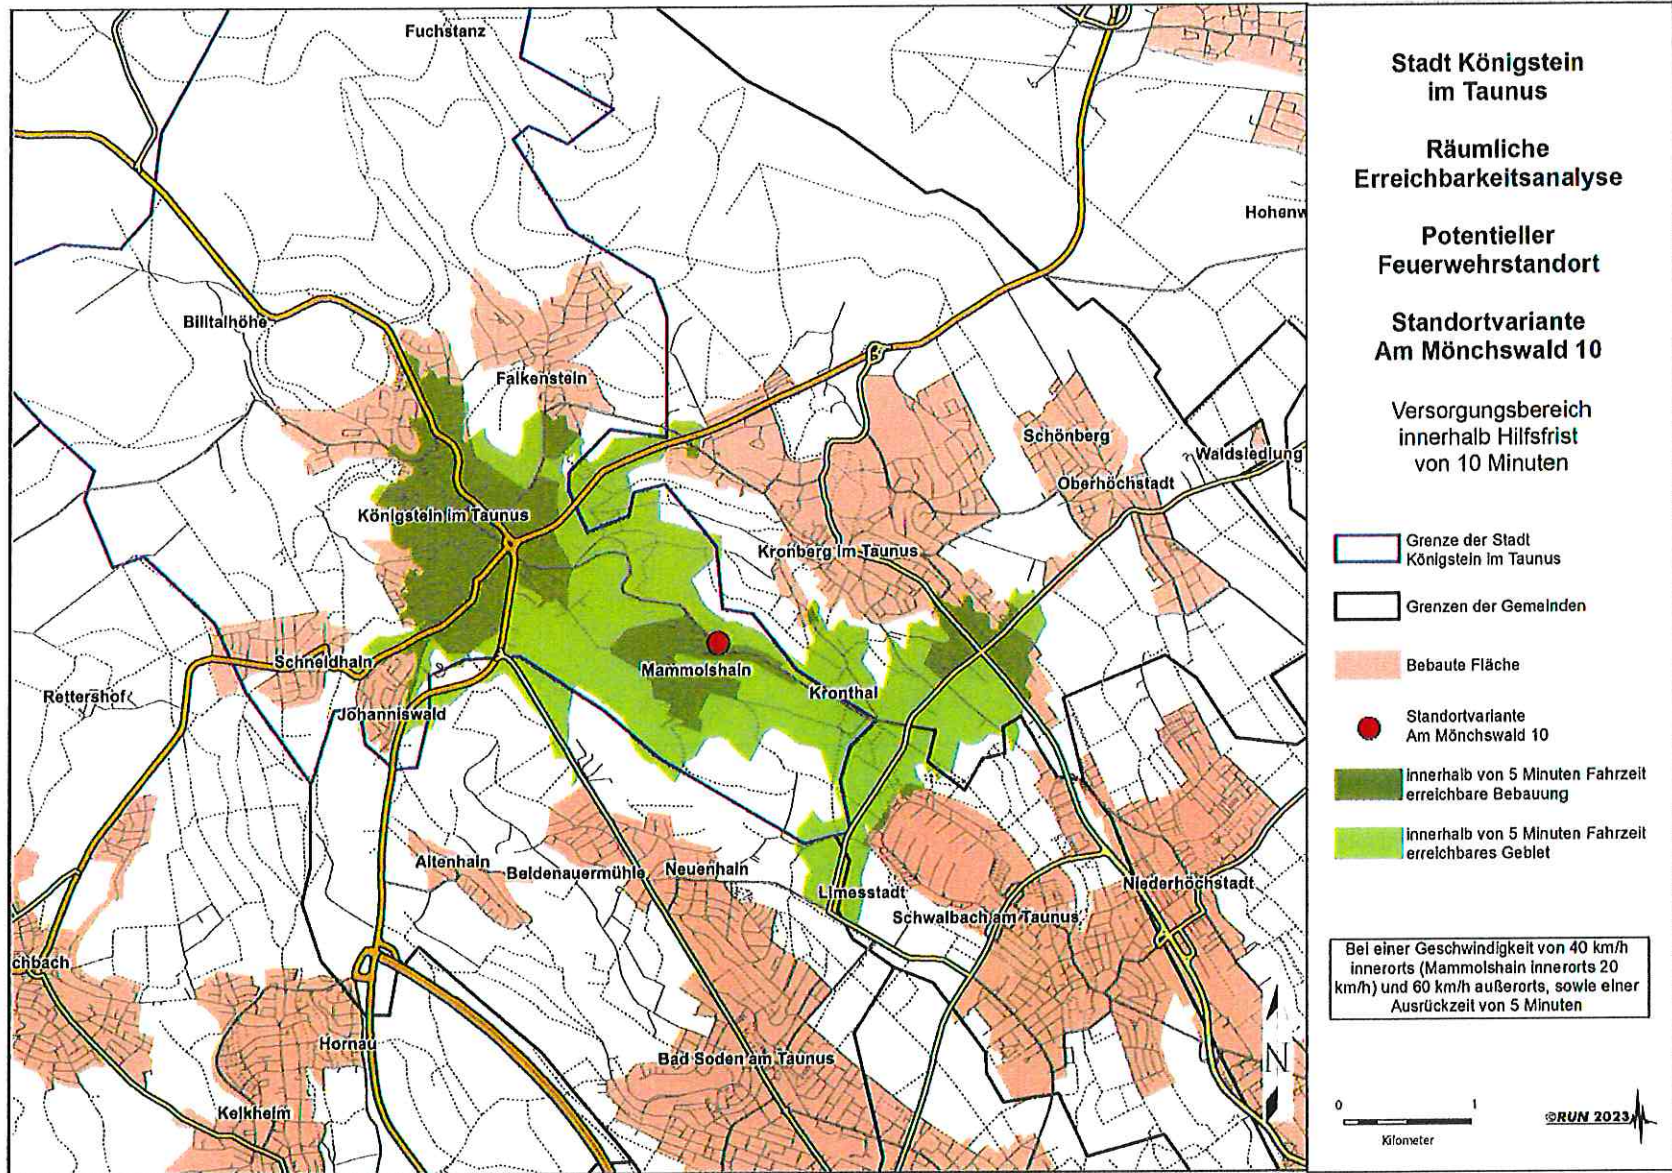 Fuchstanz
Hohenw
Billtalhöhe
Falkenstein
Schönberg
Waldsiedlung
Oberhöchstadt
Königstein im Taunus
Kronberg im Taunus
Schneidhain
Mammolshain
Rettershof
Kronthal
Johanniswald
Altenhain
Beidenauermühle
Neuenhain
Limesstadt
Niederhöchstadt
Schwalbach am Taunus
chbach
Hornau
Bad Soden am Taunus
Kelkheim
N
Stadt Königstein
im Taunus
Räumliche
Erreichbarkeitsanalyse
Potentieller
Feuerwehrstandort
Standortvariante
Am Mönchswald 10
Versorgungsbereich
innerhalb Hilfsfrist
von 10 Minuten
Grenze der Stadt
Königstein im Taunus
Grenzen der Gemeinden
Bebaute Fläche
Standortvariante
Am Mönchswald 10
innerhalb von 5 Minuten Fahrzeit
erreichbare Bebauung
innerhalb von 5 Minuten Fahrzeit
erreichbares Gebiet
Bei einer Geschwindigkeit von 40 km/h
innerorts (Mammolshain innerorts 20
km/h) und 60 km/h außerorts, sowie einer
Ausrückzeit von 5 Minuten
0 1
Kilometer
©RUN 2023